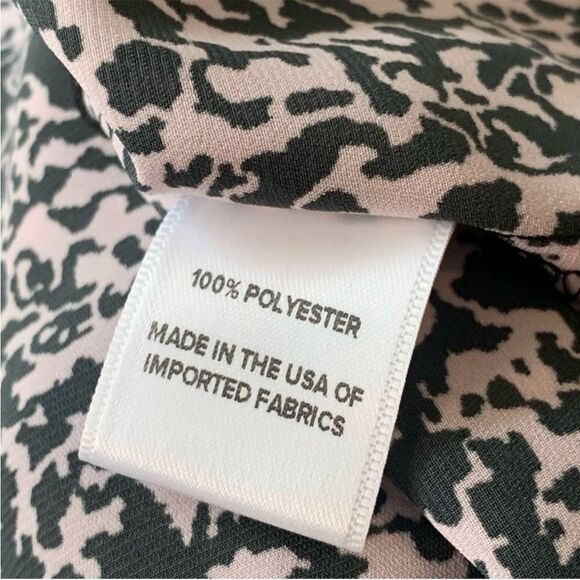 100% POLYESTER
MADE IN THE USA OF
IMPORTED FABRICS